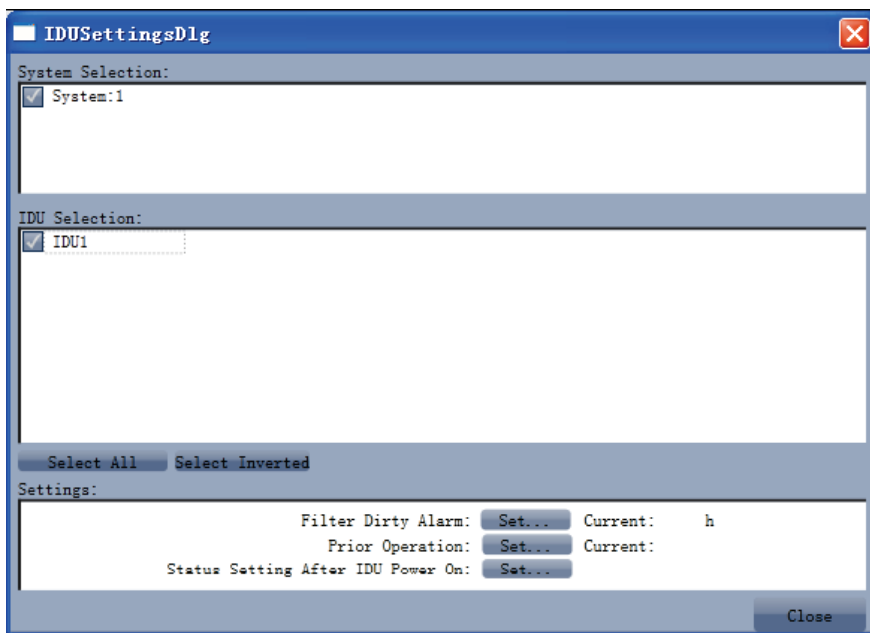 IDUSettingsDlg
System Selection:
System:1
IDU Selection:
IDU1
Select All Select Inverted
Settings:
Filter Dirty Alarm: Set... Current: h
Prior Operation: Set... Current:
Status Setting After IDU Power On: Set...
Close